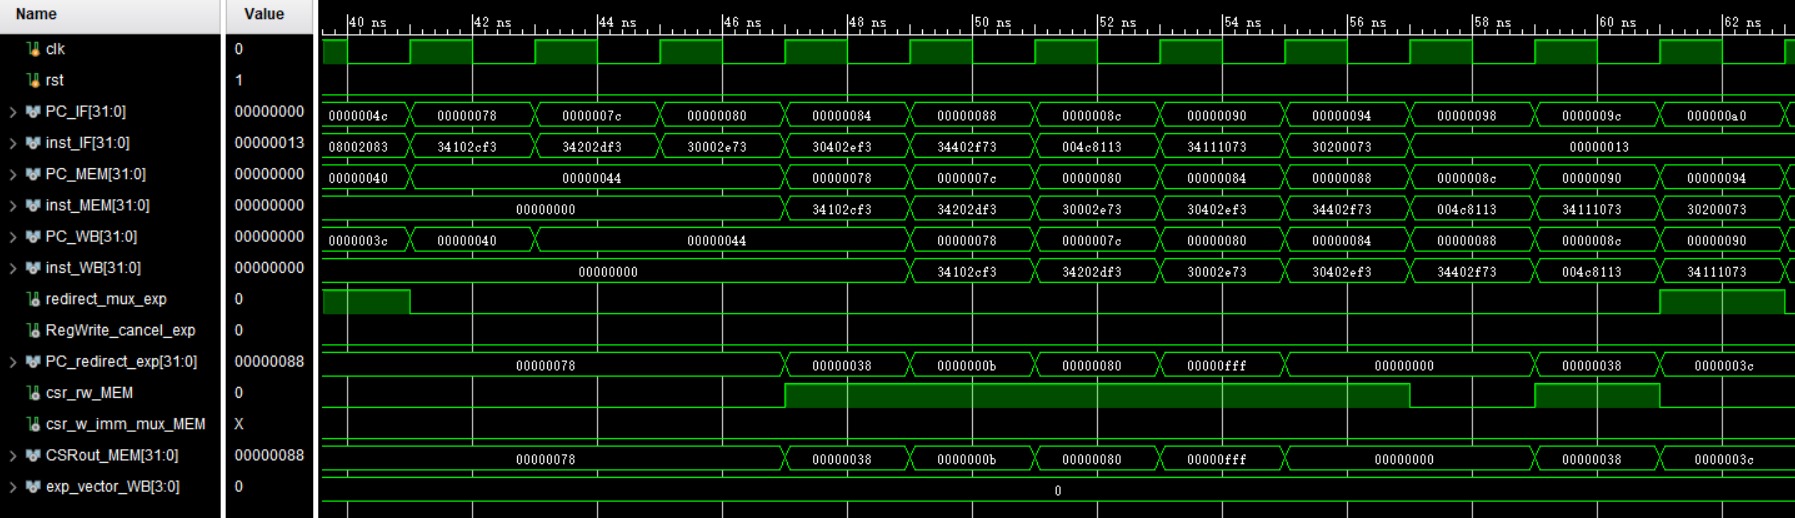 Name Value 40 ns 42 ns 44 ns 46 ns 48 ns 50 ns 52 ns 54 ns 56 ns 58 ns 60 ns 62 ns
clk 0
rst 1
PC_IF[31:0] 00000000 0000004c 00000078 0000007c 00000080 00000084 00000088 0000008c 00000090 00000094 00000098 0000009c 000000a0
inst_IF[31:0] 00000013 08002083 34102cf3 34202df3 30002e73 30402ef3 34402f73 004c8113 34111073 30200073 00000013
PC_MEM[31:0] 00000000 00000040 00000044 00000078 0000007c 00000080 00000084 00000088 0000008c 00000090 00000094
inst_MEM[31:0] 00000000 00000000 34102cf3 34202df3 30002e73 30402ef3 34402f73 004c8113 34111073 30200073
PC_WB[31:0] 00000000 0000003c 00000040 00000044 00000078 0000007c 00000080 00000084 00000088 0000008c 00000090
inst_WB[31:0] 00000000 00000000 34102cf3 34202df3 30002e73 30402ef3 34402f73 004c8113 34111073
redirect_mux_exp 0
RegWrite_cancel_exp 0
PC_redirect_exp[31:0] 00000088 00000078 00000038 0000000b 00000080 00000fff 00000000 00000038 0000003c
csr_rw_MEM 0
csr_w_imm_mux_MEM X
CSRout_MEM[31:0] 00000088 00000078 00000038 0000000b 00000080 00000fff 00000000 00000038 0000003c
exp_vector_WB[3:0] 0 0